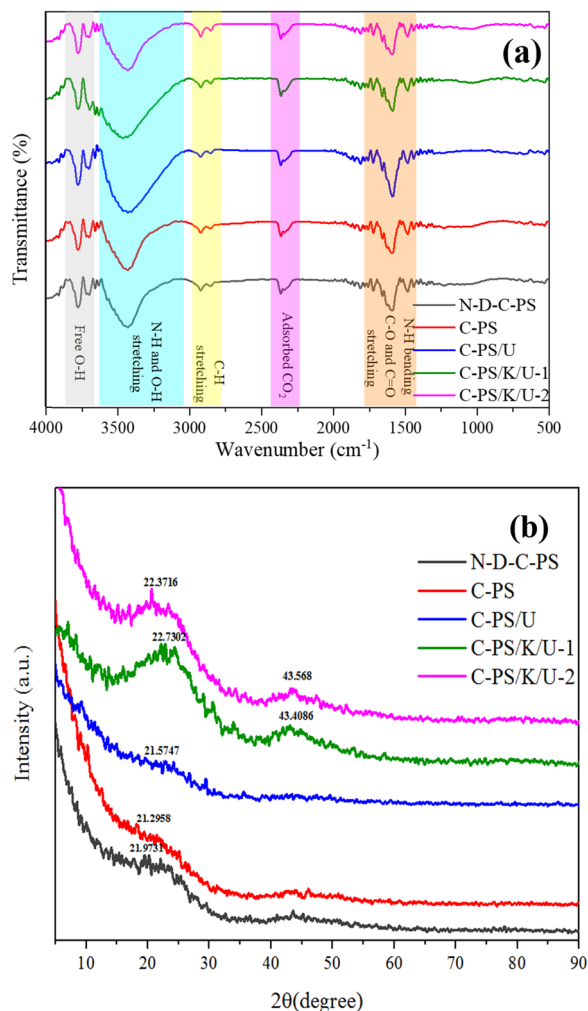 (a)
Transmittance (%)
Free O-H
N-H and O-H
stretching
C-H
stretching
Adsorbed CO₂
N-H bending
C-O and C=O
stretching
N-D-C-PS
C-PS
C-PS/U
C-PS/K/U-1
C-PS/K/U-2
4000 3500 3000 2500 2000 1500 1000 500
Wavenumber (cm⁻¹)
(b)
N-D-C-PS
C-PS
C-PS/U
C-PS/K/U-1
C-PS/K/U-2
22.3716
22.7302
43.568
43.4086
21.5747
21.2958
21.9731
Intensity (a.u.)
10 20 30 40 50 60 70 80 90
2θ(degree)